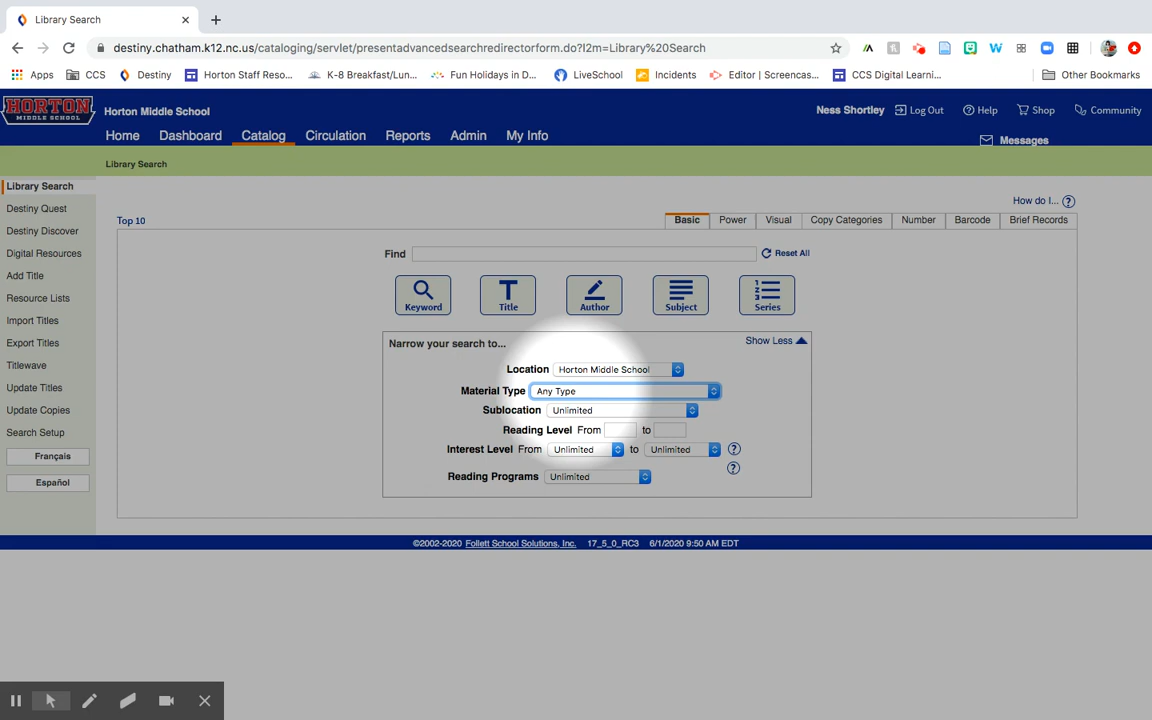 Library Search
destiny.chatham.k12.nc.us/cataloging/servlet/presentadvancedsearchredirectorform.do?l2m=Library%20Search
Apps CCS Destiny Horton Staff Reso... K-8 Breakfast/Lun... Fun Holidays in D... LiveSchool Incidents Editor | Screencas... CCS Digital Learni... Other Bookmarks
HORTON
MIDDLE SCHOOL
Horton Middle School
Ness Shortley Log Out Help Shop Community
Home Dashboard Catalog Circulation Reports Admin My Info
Messages
Library Search
Library Search
Destiny Quest
Destiny Discover
Digital Resources
Add Title
Resource Lists
Import Titles
Export Titles
Titlewave
Update Titles
Update Copies
Search Setup
Français
Español
How do I... ?
Top 10
Basic Power Visual Copy Categories Number Barcode Brief Records
Find Reset All
Keyword Title Author Subject Series
Narrow your search to... Show Less
Location Horton Middle School
Material Type Any Type
Sublocation Unlimited
Reading Level From to
Interest Level From Unlimited to Unlimited ?
Reading Programs Unlimited ?
©2002-2020 Follett School Solutions, Inc. 17_5_0_RC3 6/1/2020 9:50 AM EDT